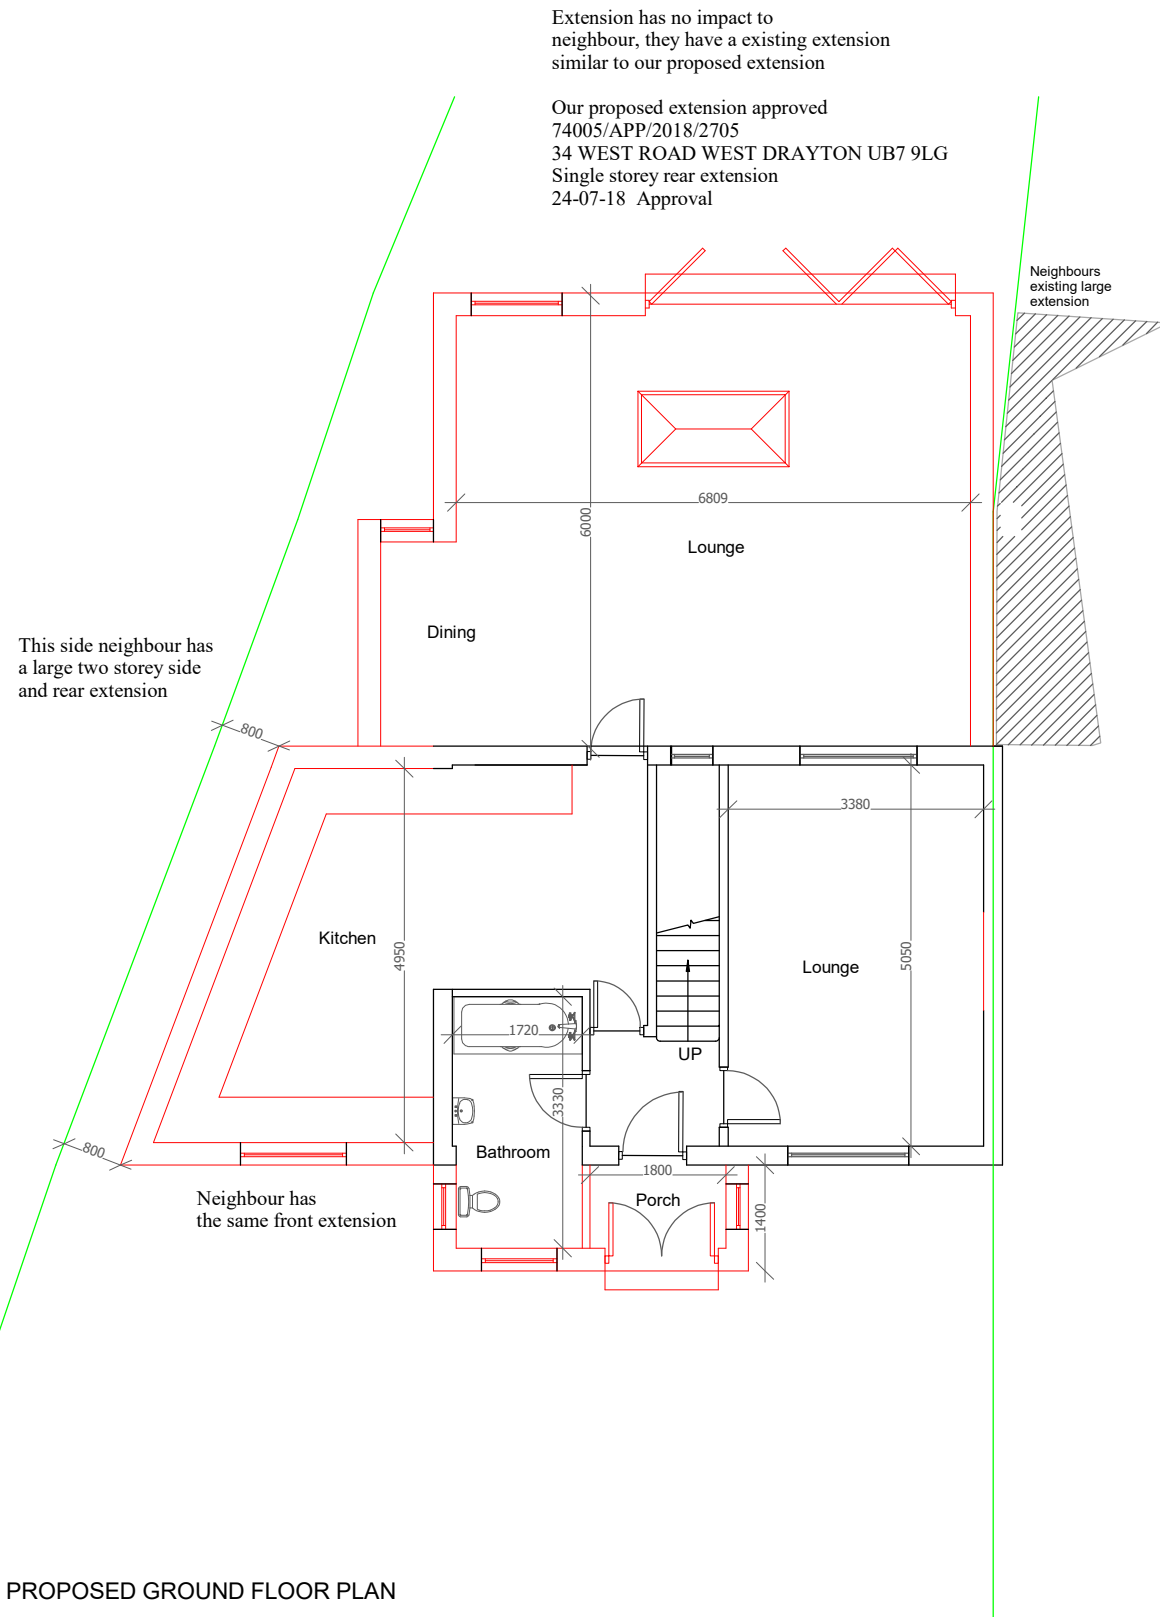 Extension has no impact to
neighbour, they have a existing extension
similar to our proposed extension
Our proposed extension approved
74005/APP/2018/2705
34 WEST ROAD WEST DRAYTON UB7 9LG
Single storey rear extension
24-07-18 Approval
Neighbours
existing large
extension
6809
6000
Lounge
Dining
This side neighbour has
a large two storey side
and rear extension
800
3380
Kitchen
4950
Lounge
5050
1720
UP
3330
800
Bathroom
1800
Porch
1400
Neighbour has
the same front extension
PROPOSED GROUND FLOOR PLAN